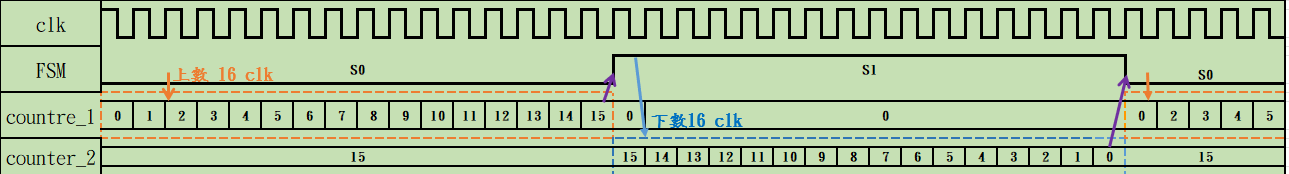 clk
FSM S0 S1 S0
上數 16 clk
countre_1 0 1 2 3 4 5 6 7 8 9 10 11 12 13 14 15 0 0 0 2 3 4 5
下數16 clk
counter_2 15 15 14 13 12 11 10 9 8 7 6 5 4 3 2 1 0 15